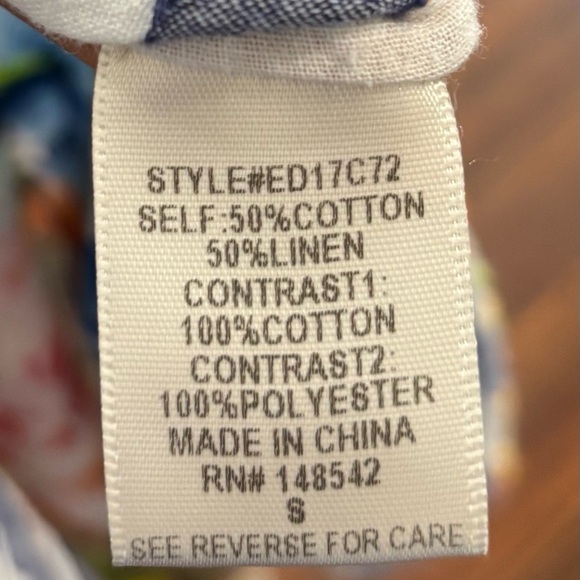 STYLE#ED17C72
SELF:50%COTTON
50%LINEN
CONTRAST1:
100%COTTON
CONTRAST2:
100%POLYESTER
MADE IN CHINA
RN# 148542
S
SEE REVERSE FOR CARE